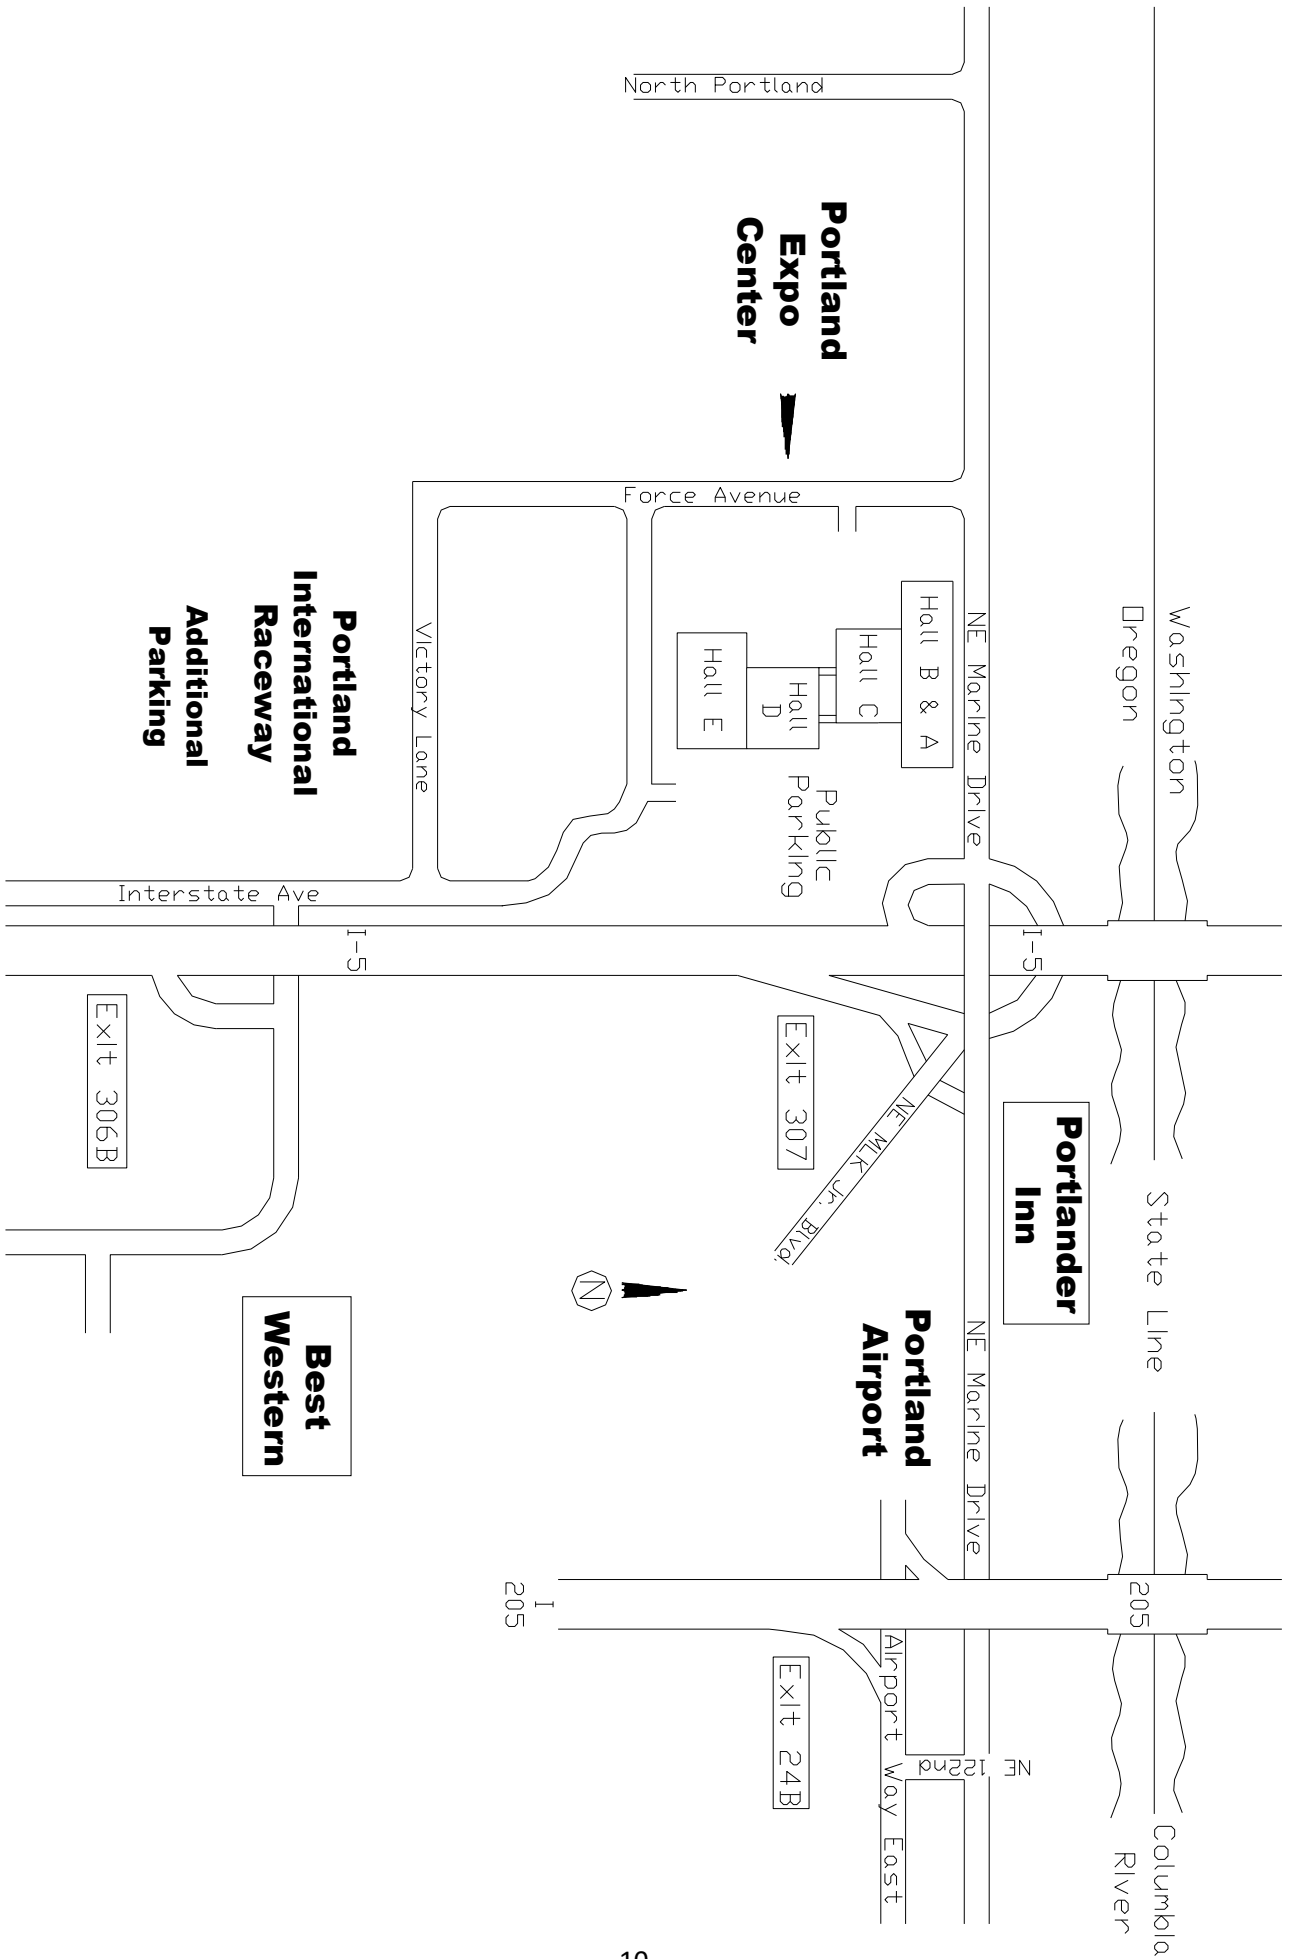 Washington
Oregon
State Line
Columbia
River
I-5
205
Portlander
Inn
NE Marine Drive
NE Marine Drive
NE 122nd
North Portland
Portland
Expo
Center
Force Avenue
Hall B & A
Hall C
Hall
D
Hall E
Public
Parking
Exit 307
NE MLK Jr. Blvd.
Portland
Airport
Airport Way East
Exit 24B
N
I
205
Victory Lane
I-5
Portland
International
Raceway
Additional
Parking
Interstate Ave
Exit 306B
Best
Western